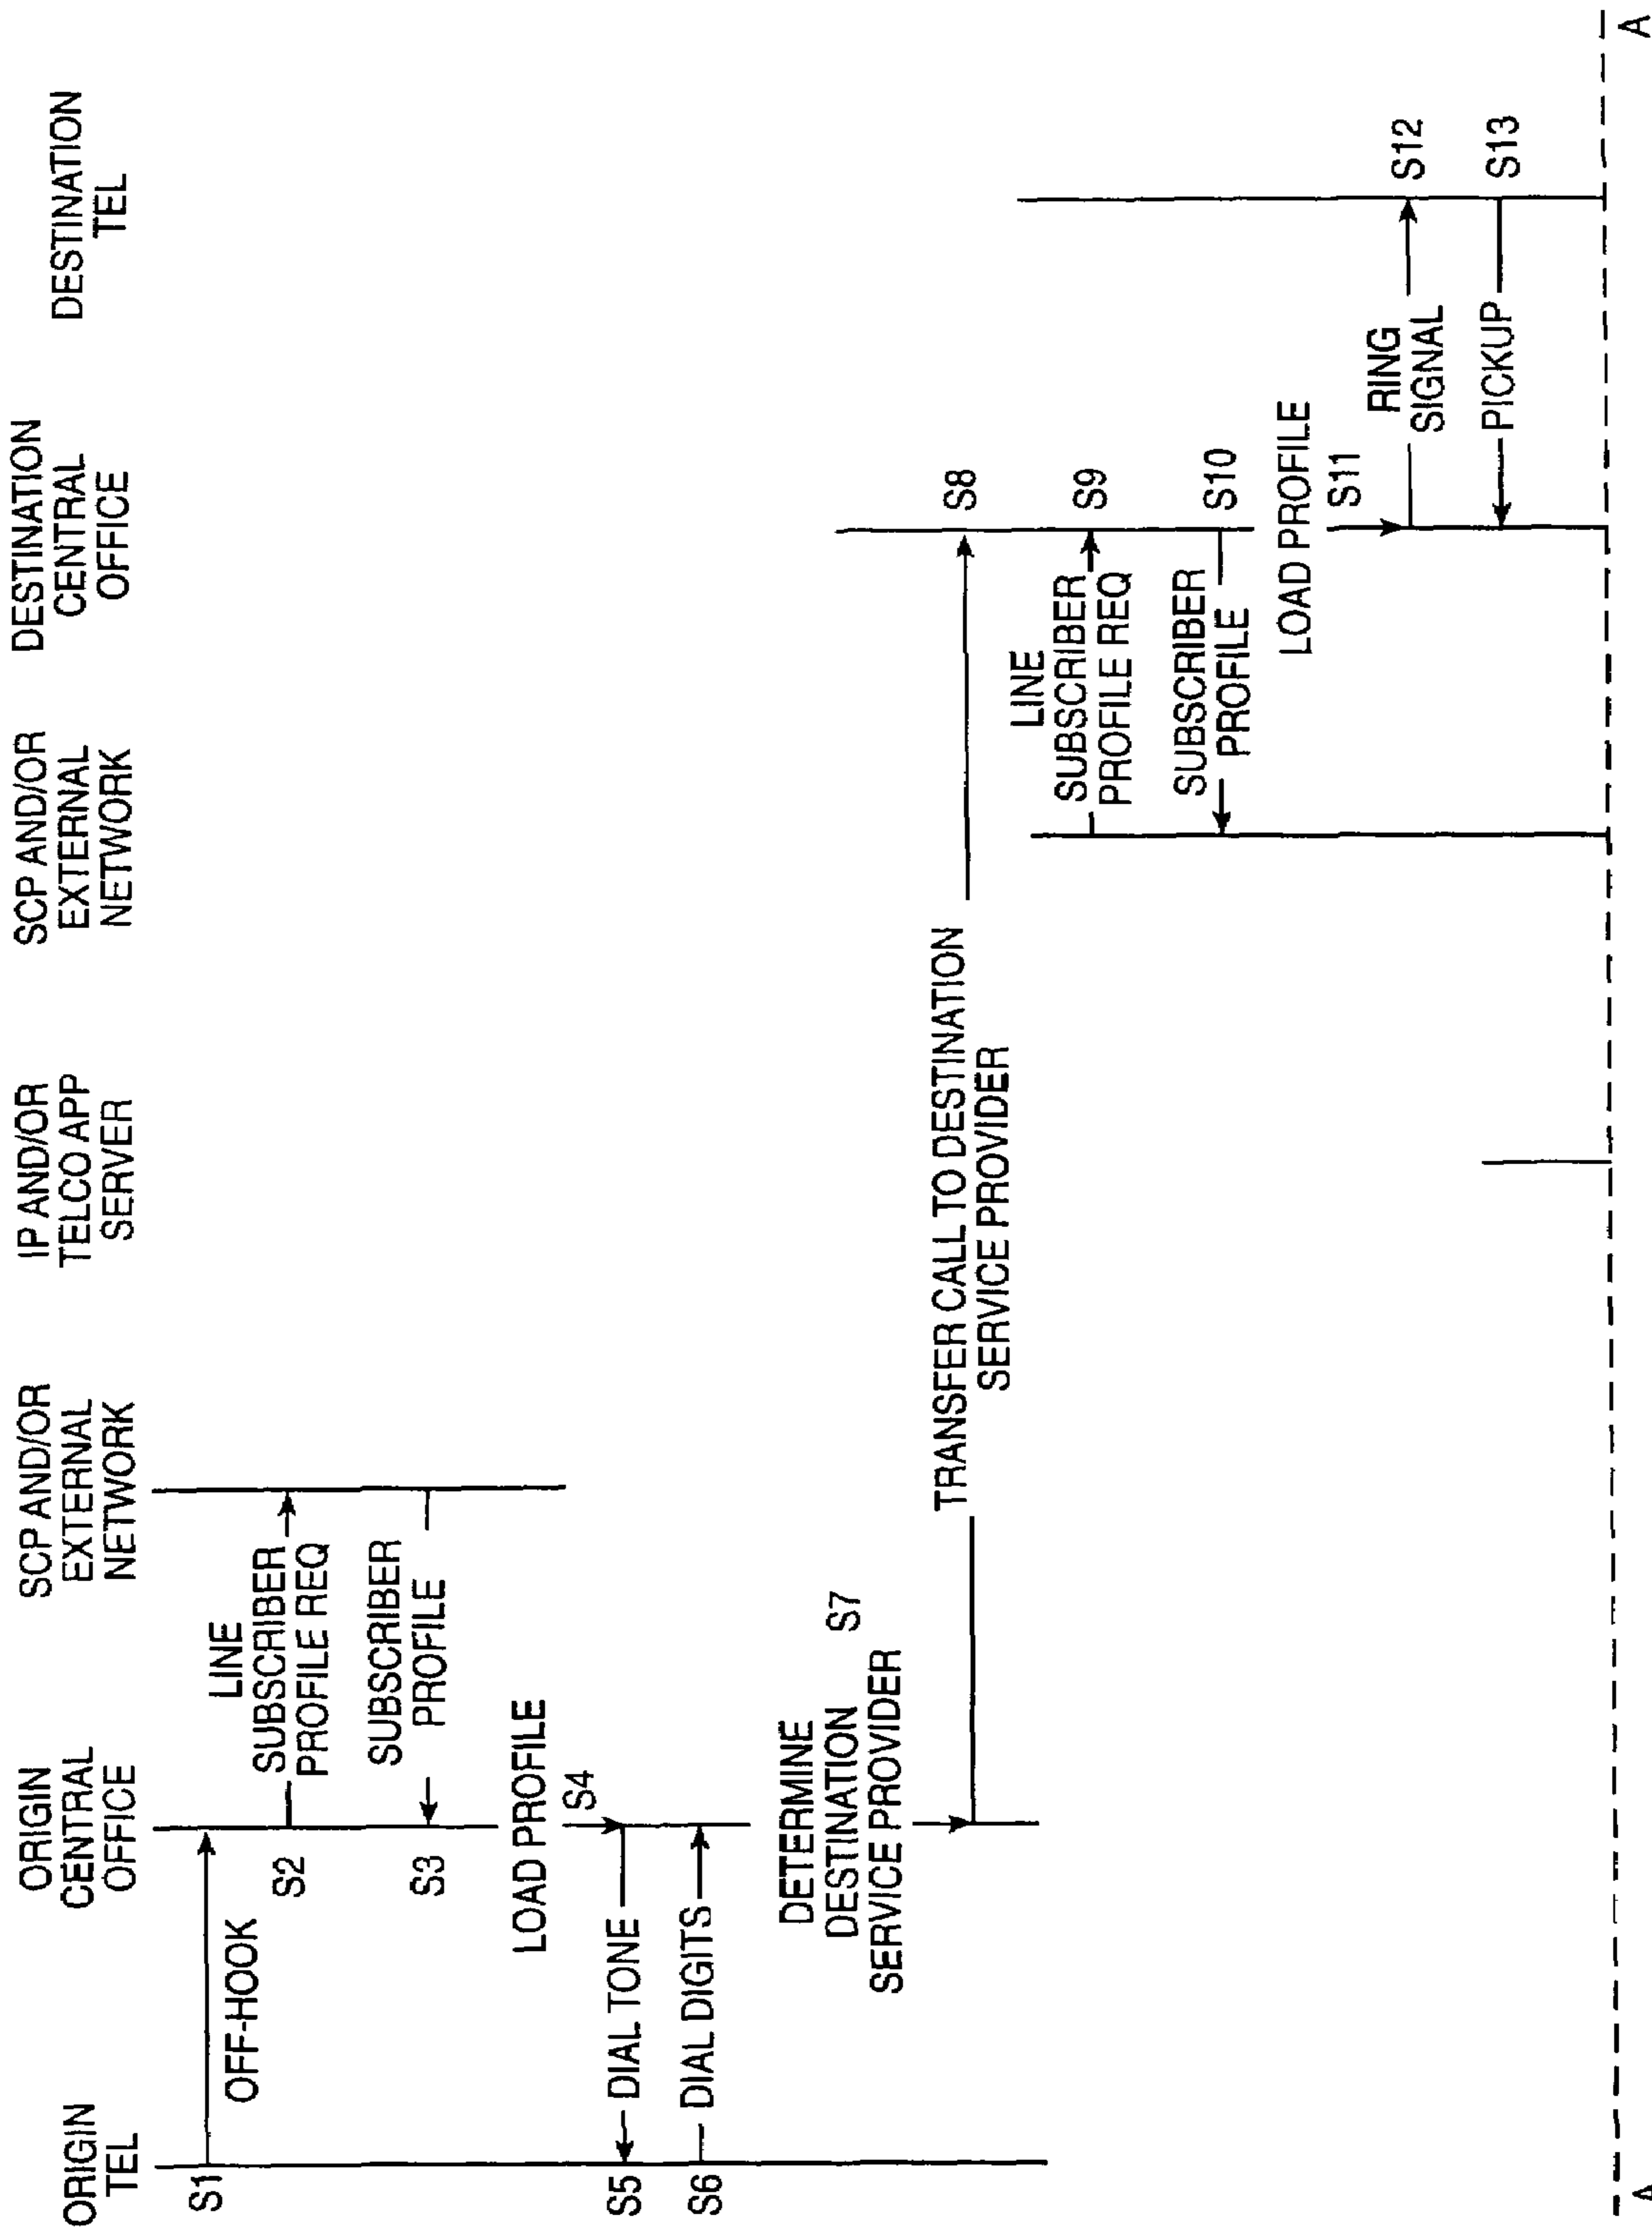 ORIGIN
TEL
ORIGIN
CENTRAL
OFFICE
SCP AND/OR
EXTERNAL
NETWORK
IP AND/OR
TELCO APP
SERVER
SCP AND/OR
EXTERNAL
NETWORK
DESTINATION
CENTRAL
OFFICE
DESTINATION
TEL
S1
OFF-HOOK
S2
LINE
SUBSCRIBER
PROFILE REQ
S3
SUBSCRIBER
PROFILE
LOAD PROFILE
S4
S5
DIAL TONE
S6
DIAL DIGITS
DETERMINE
DESTINATION
SERVICE PROVIDER
S7
TRANSFER CALL TO DESTINATION
SERVICE PROVIDER
S8
LINE
SUBSCRIBER
PROFILE REQ
S9
SUBSCRIBER
PROFILE
S10
LOAD PROFILE
S11
RING
SIGNAL
S12
PICKUP
S13
A
A